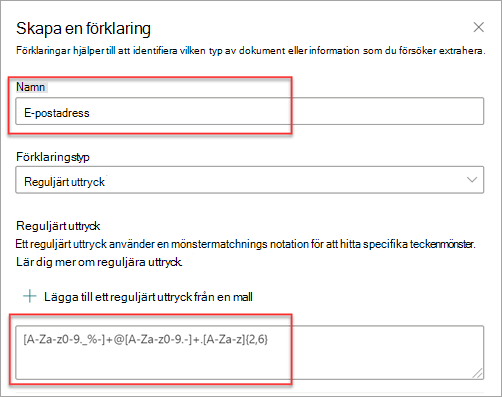 Skapa en förklaring
Förklaringar hjälper till att identifiera vilken typ av dokument eller information som du försöker extrahera.
Namn
E-postadress
Förklaringstyp
Reguljärt uttryck
Reguljärt uttryck
Ett reguljärt uttryck använder en mönstermatchnings notation för att hitta specifika teckenmönster.
Lär dig mer om reguljära uttryck.
Lägga till ett reguljärt uttryck från en mall
[A-Za-z0-9._%-]+@[A-Za-z0-9.-]+.[A-Za-z]{2,6}